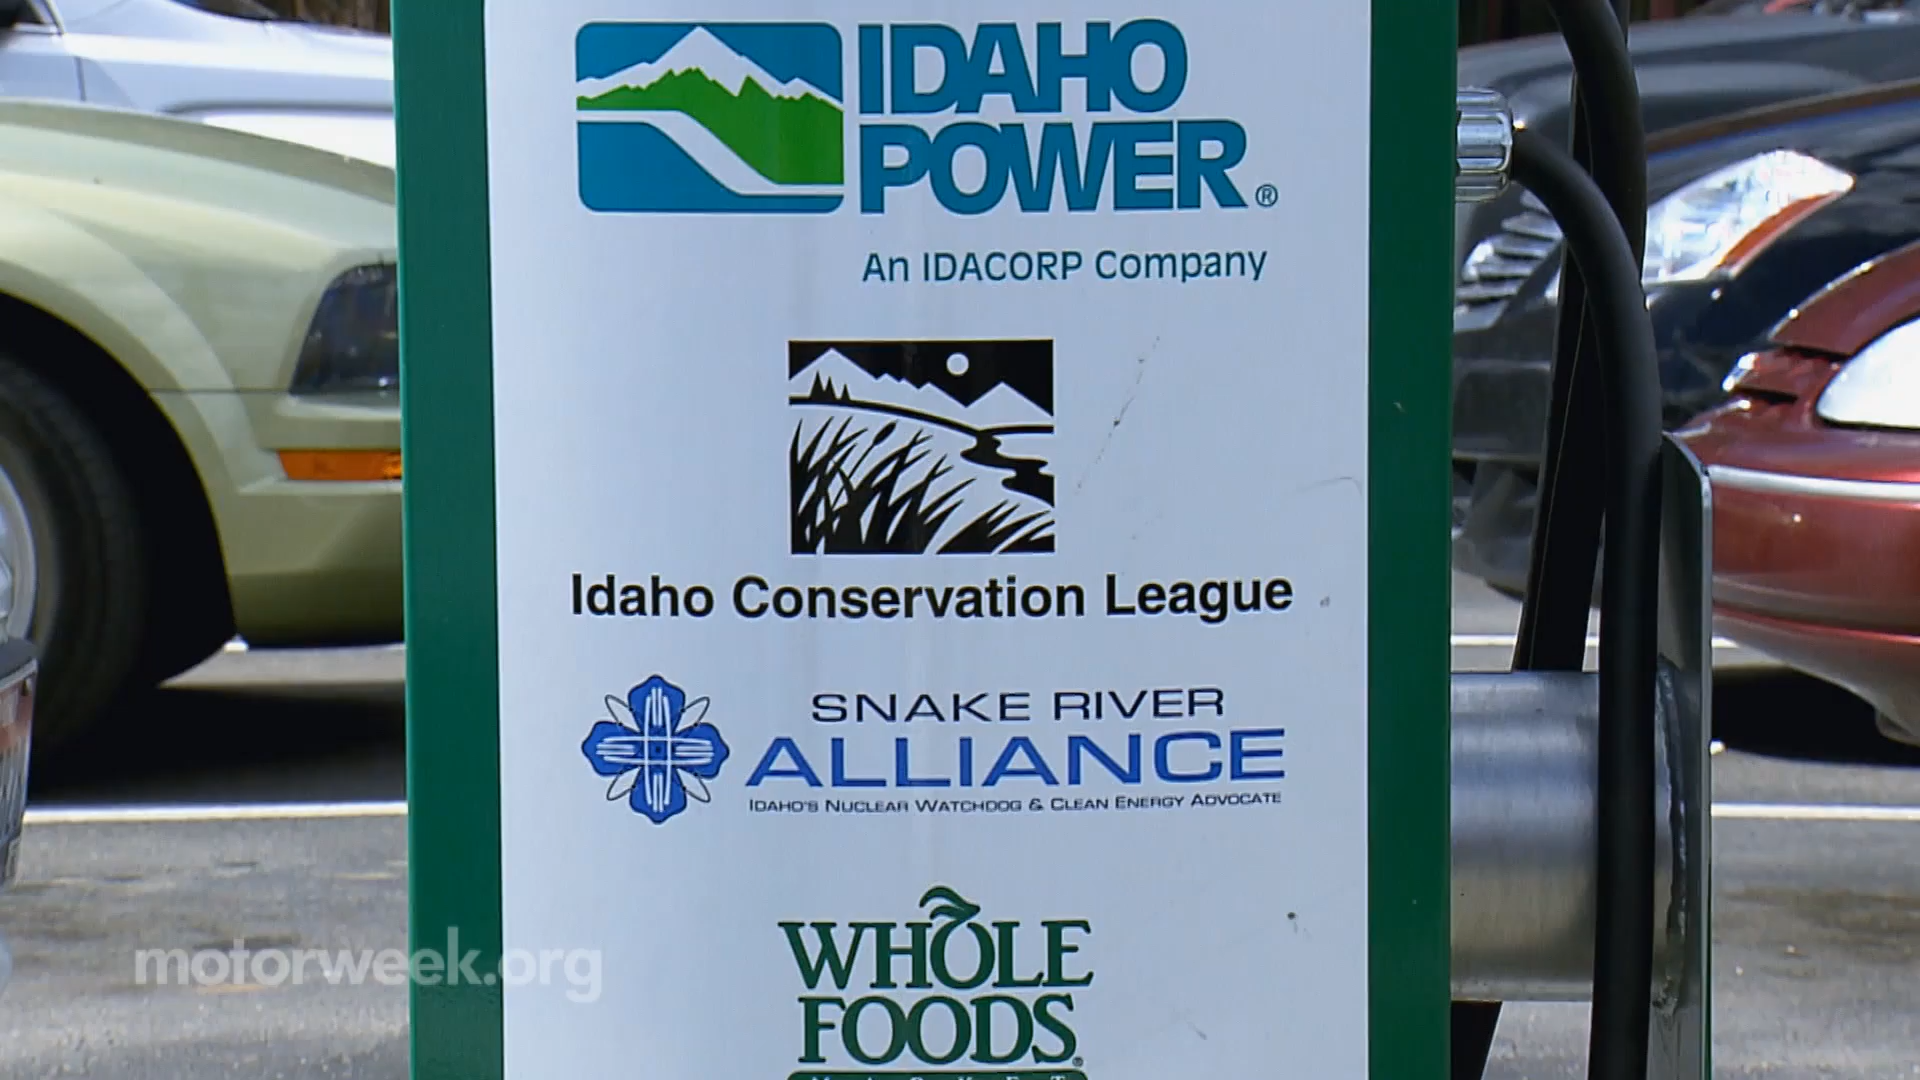 IDAHO
POWER®
An IDACORP Company
Idaho Conservation League
SNAKE RIVER
ALLIANCE
IDAHO'S NUCLEAR WATCHDOG & CLEAN ENERGY ADVOCATE
WHOLE
FOODS®
MARKET
motorweek.org